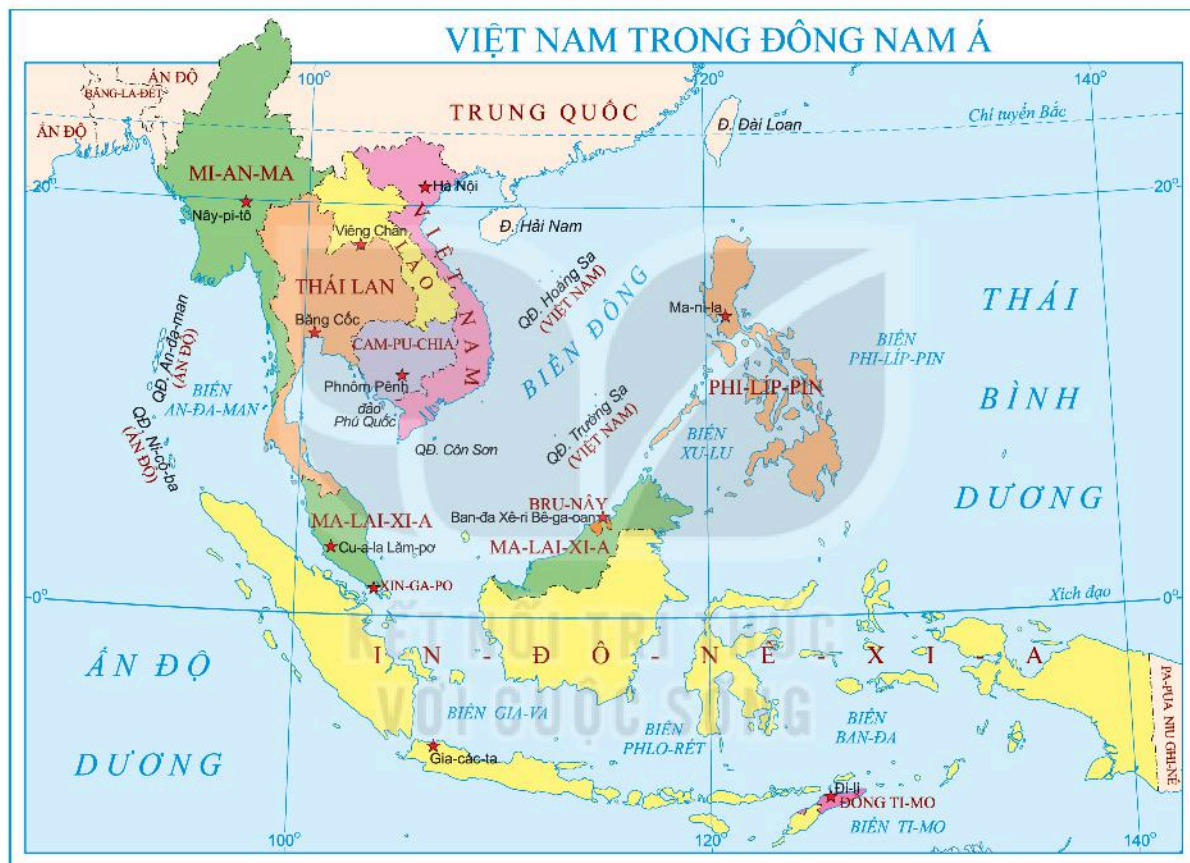 VIỆT NAM TRONG ĐÔNG NAM Á
100°
120°
140°
ẤN ĐỘ
BĂNG-LA-ĐÉT
ẤN ĐỘ
TRUNG QUỐC
Đ. Đài Loan
Chí tuyến Bắc
MI-AN-MA
Nây-pi-tô
20°
20°
Hà Nội
Đ. Hải Nam
Viêng Chăn
LÀO
VIỆT NAM
THÁI LAN
Băng Cốc
CAM-PU-CHIA
Phnôm Pênh
đảo
Phú Quốc
QĐ. Côn Sơn
QĐ. Hoàng Sa
(VIỆT NAM)
BIỂN ĐÔNG
QĐ. Trường Sa
(VIỆT NAM)
QĐ. An-đa-man
(ẤN ĐỘ)
BIỂN
AN-ĐA-MAN
QĐ. Ni-cô-ba
(ẤN ĐỘ)
Ma-ni-la
PHI-LÍP-PIN
BIỂN
PHI-LÍP-PIN
BIỂN
XU-LU
THÁI
BÌNH
DƯƠNG
BRU-NÂY
Ban-đa Xê-ri Bê-ga-oan
MA-LAI-XI-A
MA-LAI-XI-A
Cu-a-la Lăm-pơ
XIN-GA-PO
0°
Xích đạo
0°
KẾT NỐI TRI THỨC
VỚI CUỘC SỐNG
IN-ĐÔ-NÊ-XI-A
ẤN ĐỘ
DƯƠNG
BIỂN GIA-VA
BIỂN
PHLO-RÉT
BIỂN
BAN-ĐA
PA-PUA NIU GHI-NÊ
Gia-các-ta
Đi-li
ĐÔNG TI-MO
BIỂN TI-MO
100°
120°
140°